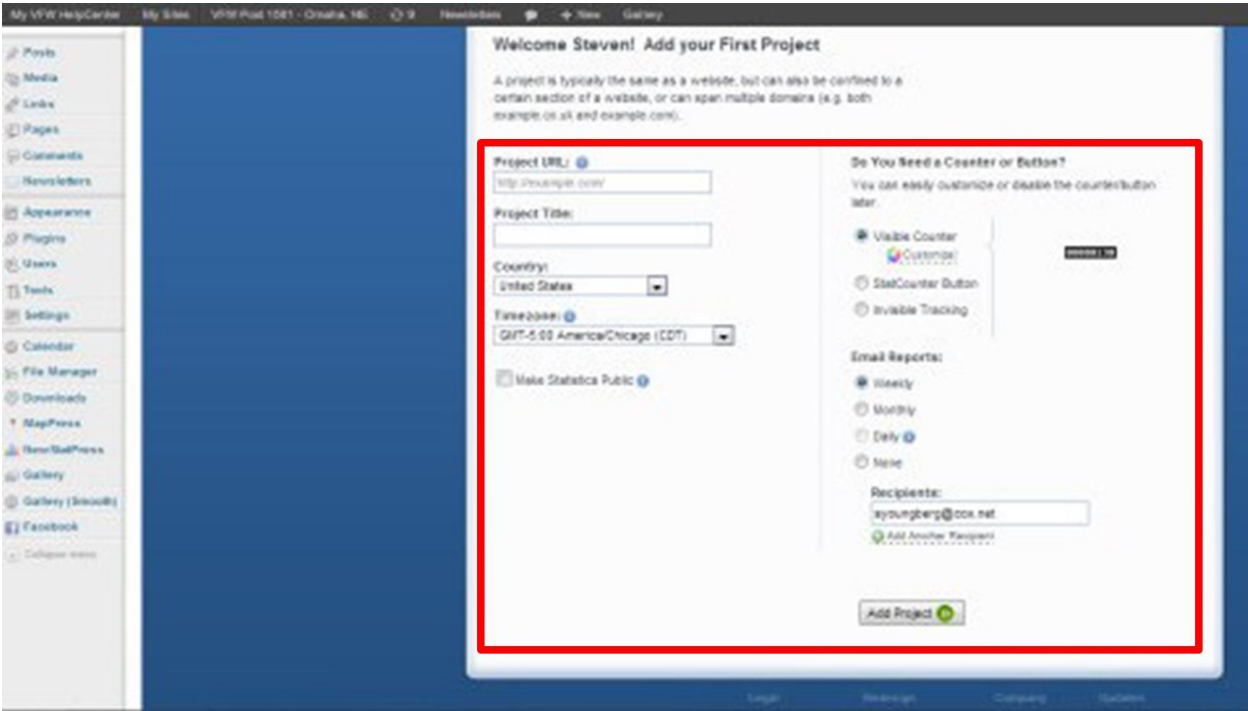 My VFW HelpCenter My Sites VFW Post 1581 - Omaha, NE 9 Newsletters + New Gallery
Posts
Media
Links
Pages
Comments
Newsletters
Appearance
Plugins
Users
Tools
Settings
Calendar
File Manager
Downloads
MapPress
NewStatPress
Gallery
Gallery (Smooth)
Facebook
Collapse menu
Welcome Steven! Add your First Project
A project is typically the same as a website, but can also be confined to a
certain section of a website, or can span multiple domains (e.g. both
example.co.uk and example.com).
Project URL:
http://example.com/
Project Title:
Country:
United States
Timezone:
GMT-5:00 America/Chicago (CDT)
Make Statistics Public
Do You Need a Counter or Button?
You can easily customize or disable the counter/button
later.
Visible Counter
Customize
StatCounter Button
Invisible Tracking
Email Reports:
Weekly
Monthly
Daily
None
Recipients:
syoungberg@cox.net
Add Another Recipient
Add Project
Login Redesign Company Updates